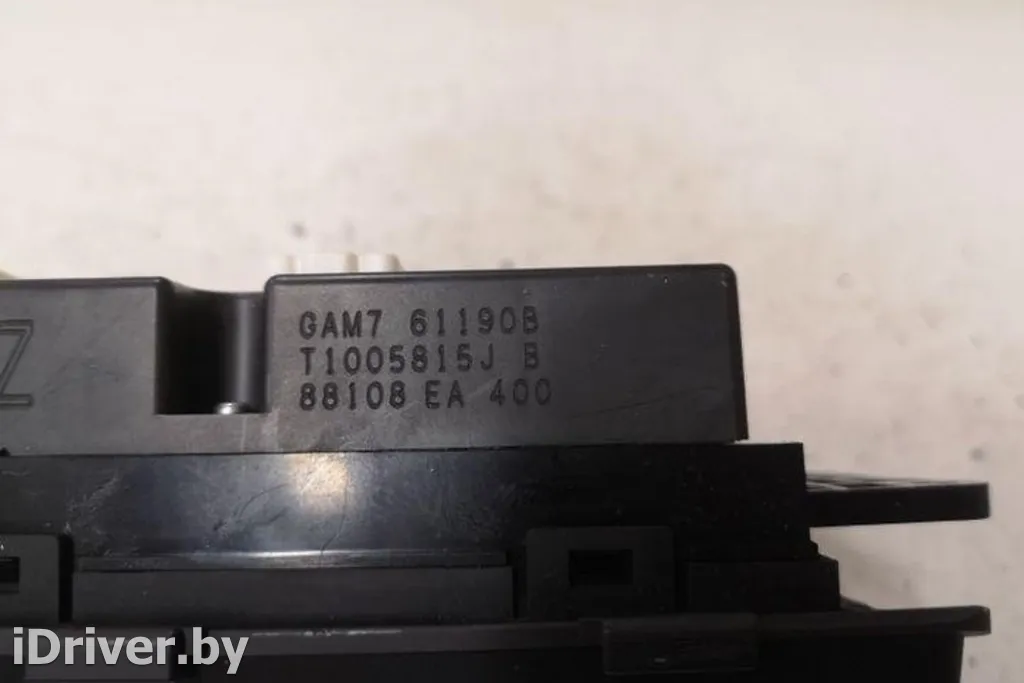 GAM7 61190B
T1005815J B
88108 EA 400
Z
iDriver.by